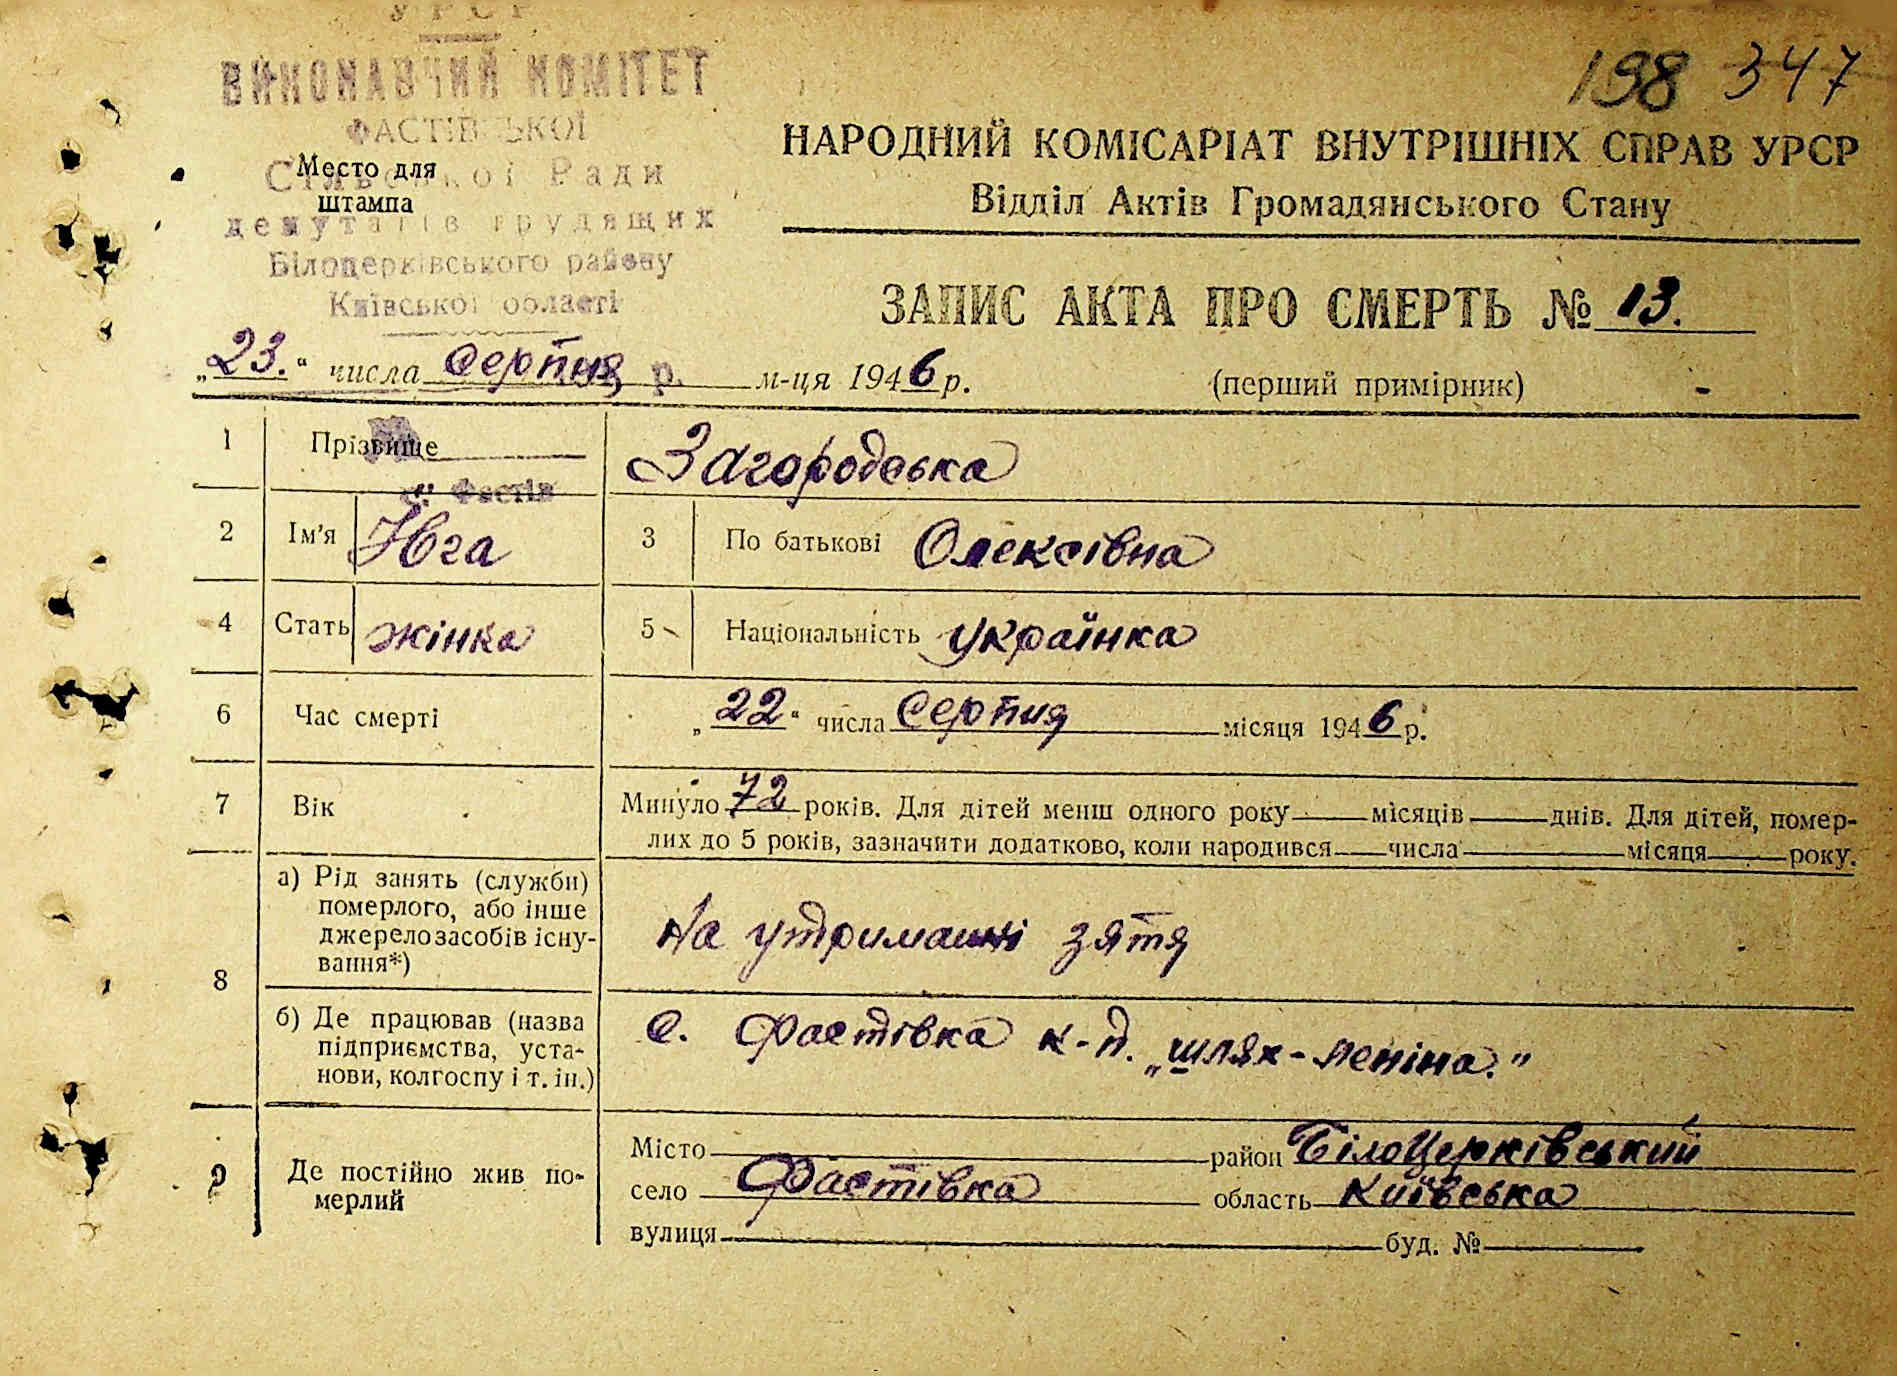 УРСР
ВИКОНАВЧИЙ КОМІТЕТ
ФАСТІВСЬКОЇ
Сільської Ради
депутатів трудящих
Білоцерківського району
Київської області
Место для
штампа
198 347
НАРОДНИЙ КОМІСАРІАТ ВНУТРІШНІХ СПРАВ УРСР
Відділ Актів Громадянського Стану
ЗАПИС АКТА ПРО СМЕРТЬ № 13.
„23.“ числа Серпня р. м-ця 1946 р.
(перший примірник)
1 Прізвище Загородська
с. Фастів
2 Ім'я Юга 3 По батькові Олексівна
4 Стать жінка 5 Національність українка
6 Час смерті „22“ числа Серпня місяця 1946 р.
7 Вік Минуло 72 років. Для дітей менш одного року місяців днів. Для дітей, помер-
лих до 5 років, зазначити додатково, коли народився числа місяця року.
8 а) Рід занять (служби)
померлого, або інше
джерело засобів існу-
вання*)
На утриманні зятя
б) Де працював (назва
підприємства, уста-
нови, колгоспу і т. ін.)
с. Фастівка к-п. „шлях-леніна.“
9 Де постійно жив по-
мерлий
Місто район Білоцерківський
село Фастівка область Київська
вулиця буд. №